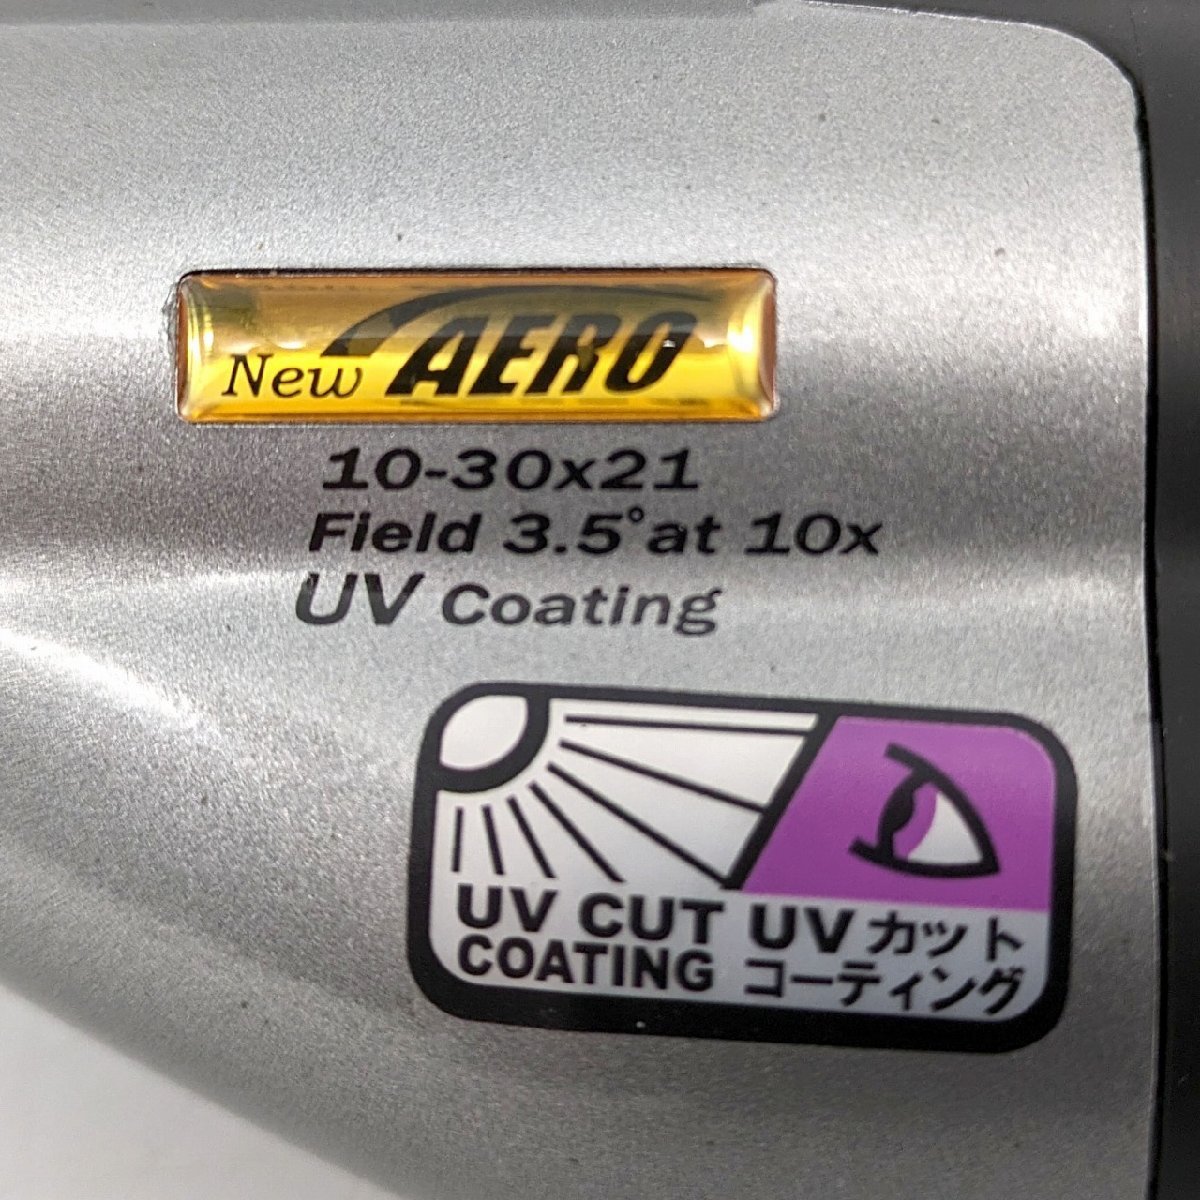 New AERO
10-30x21
Field 3.5°at 10x
UV Coating
UV CUT
COATING
UVカット
コーティング